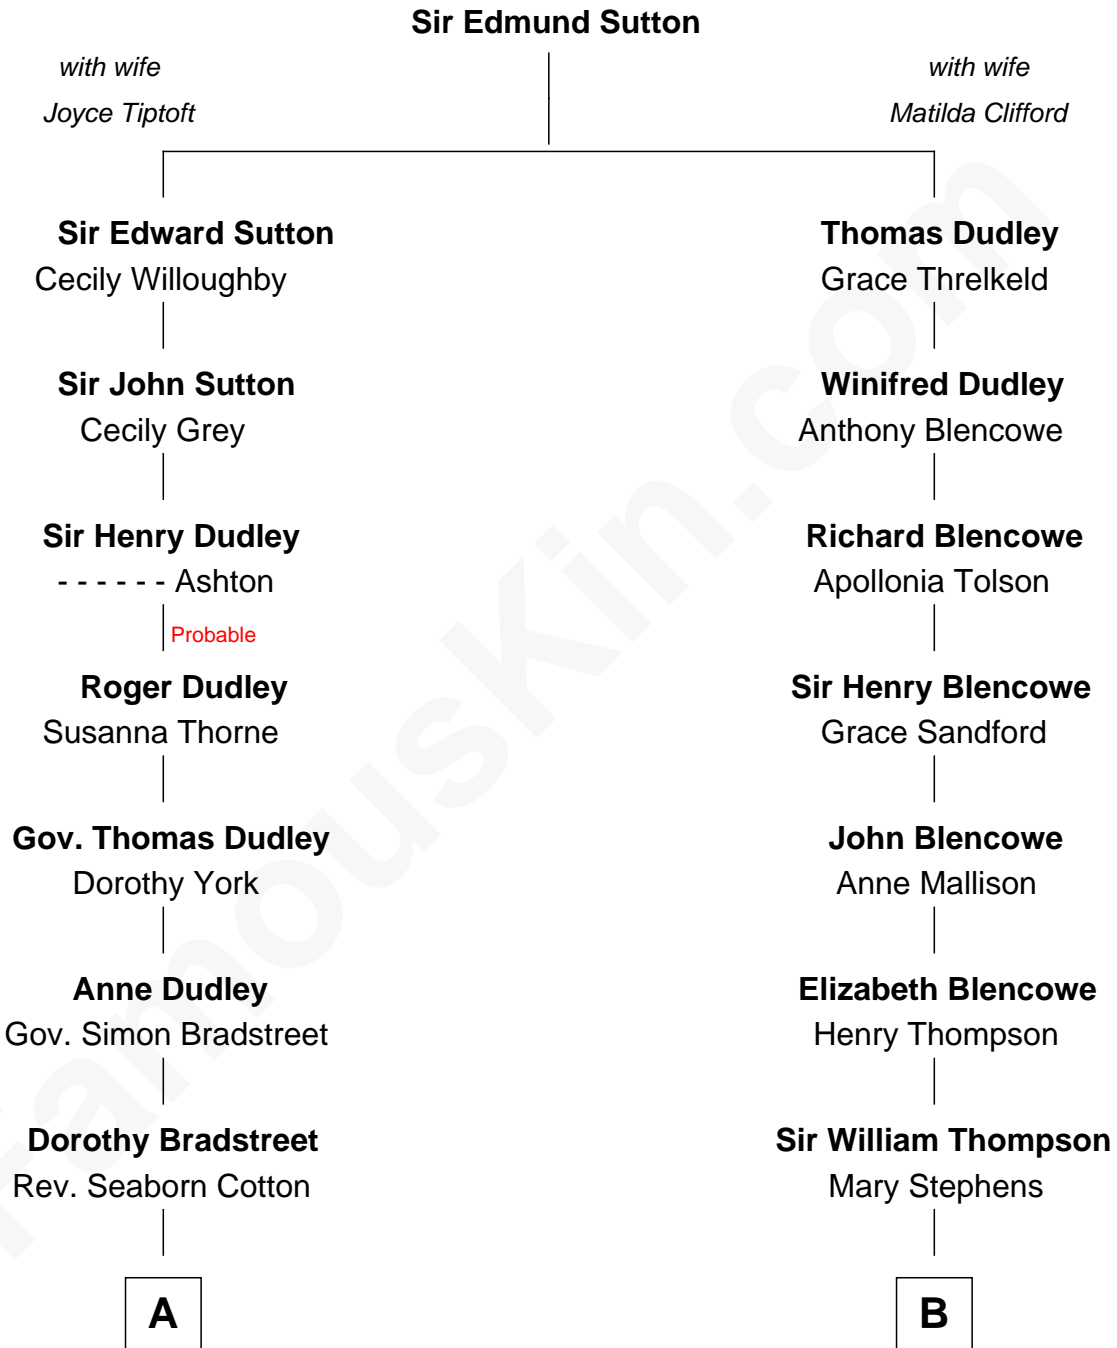 Sir Edmund Sutton
with wife
Joyce Tiptoft
with wife
Matilda Clifford
Sir Edward Sutton
Cecily Willoughby
Sir John Sutton
Cecily Grey
Sir Henry Dudley
- - - - - - Ashton
Probable
Roger Dudley
Susanna Thorne
Gov. Thomas Dudley
Dorothy York
Anne Dudley
Gov. Simon Bradstreet
Dorothy Bradstreet
Rev. Seaborn Cotton
A
Thomas Dudley
Grace Threlkeld
Winifred Dudley
Anthony Blencowe
Richard Blencowe
Apollonia Tolson
Sir Henry Blencowe
Grace Sandford
John Blencowe
Anne Mallison
Elizabeth Blencowe
Henry Thompson
Sir William Thompson
Mary Stephens
B
FamousKin.com